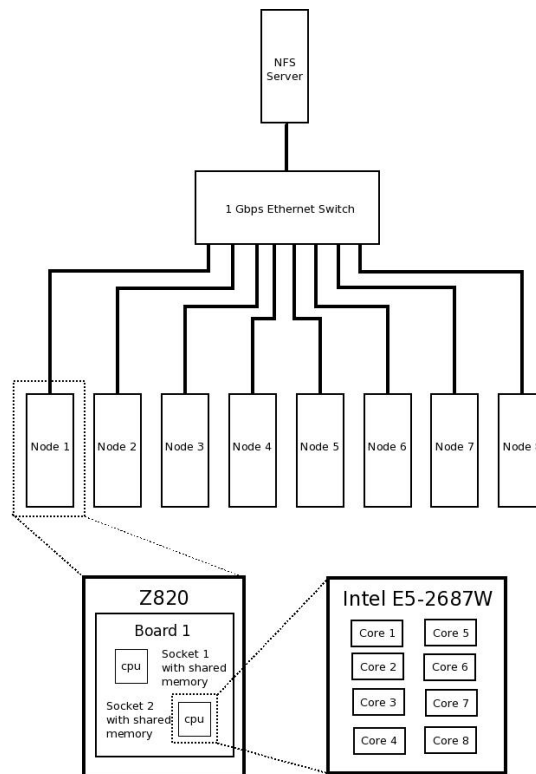 NFS
Server
1 Gbps Ethernet Switch
Node 1
Node 2
Node 3
Node 4
Node 5
Node 6
Node 7
Node 8
Z820
Board 1
cpu
Socket 1
with shared
memory
Socket 2
with shared
memory
cpu
Intel E5-2687W
Core 1
Core 5
Core 2
Core 6
Core 3
Core 7
Core 4
Core 8